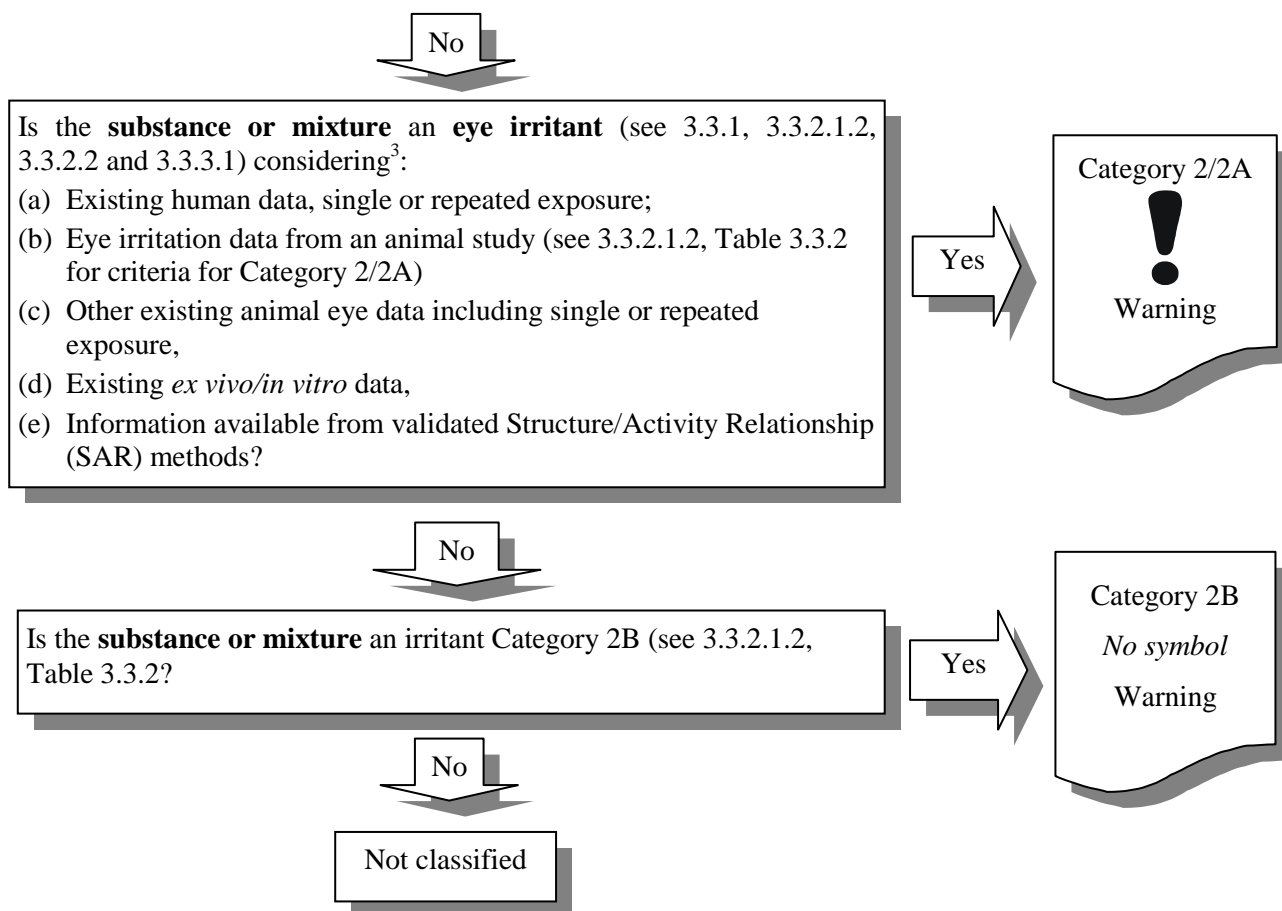 No
Is the substance or mixture an eye irritant (see 3.3.1, 3.3.2.1.2,
3.3.2.2 and 3.3.3.1) considering3:
(a) Existing human data, single or repeated exposure;
(b) Eye irritation data from an animal study (see 3.3.2.1.2, Table 3.3.2
for criteria for Category 2/2A)
(c) Other existing animal eye data including single or repeated
exposure,
(d) Existing ex vivo/in vitro data,
(e) Information available from validated Structure/Activity Relationship
(SAR) methods?
Yes
Category 2/2A
!
Warning
No
Is the substance or mixture an irritant Category 2B (see 3.3.2.1.2,
Table 3.3.2?
Yes
Category 2B
No symbol
Warning
No
Not classified